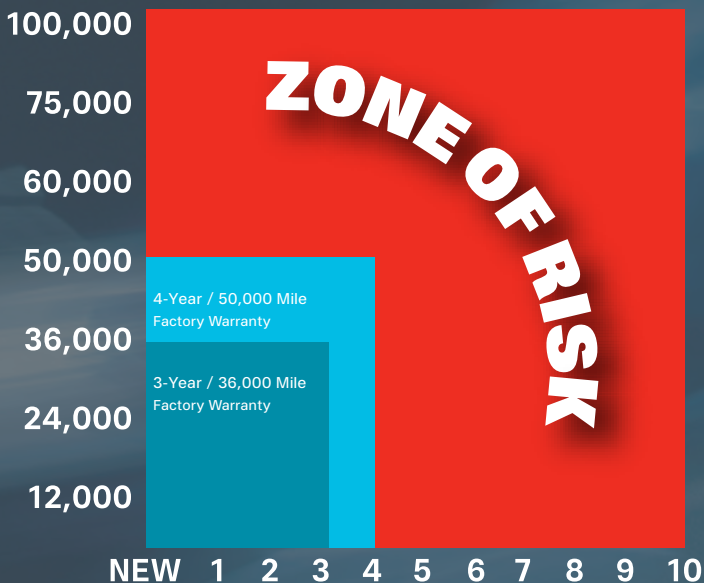 100,000
75,000
60,000
50,000
36,000
24,000
12,000
ZONE OF RISK
4-Year / 50,000 Mile
Factory Warranty
3-Year / 36,000 Mile
Factory Warranty
NEW 1 2 3 4 5 6 7 8 9 10